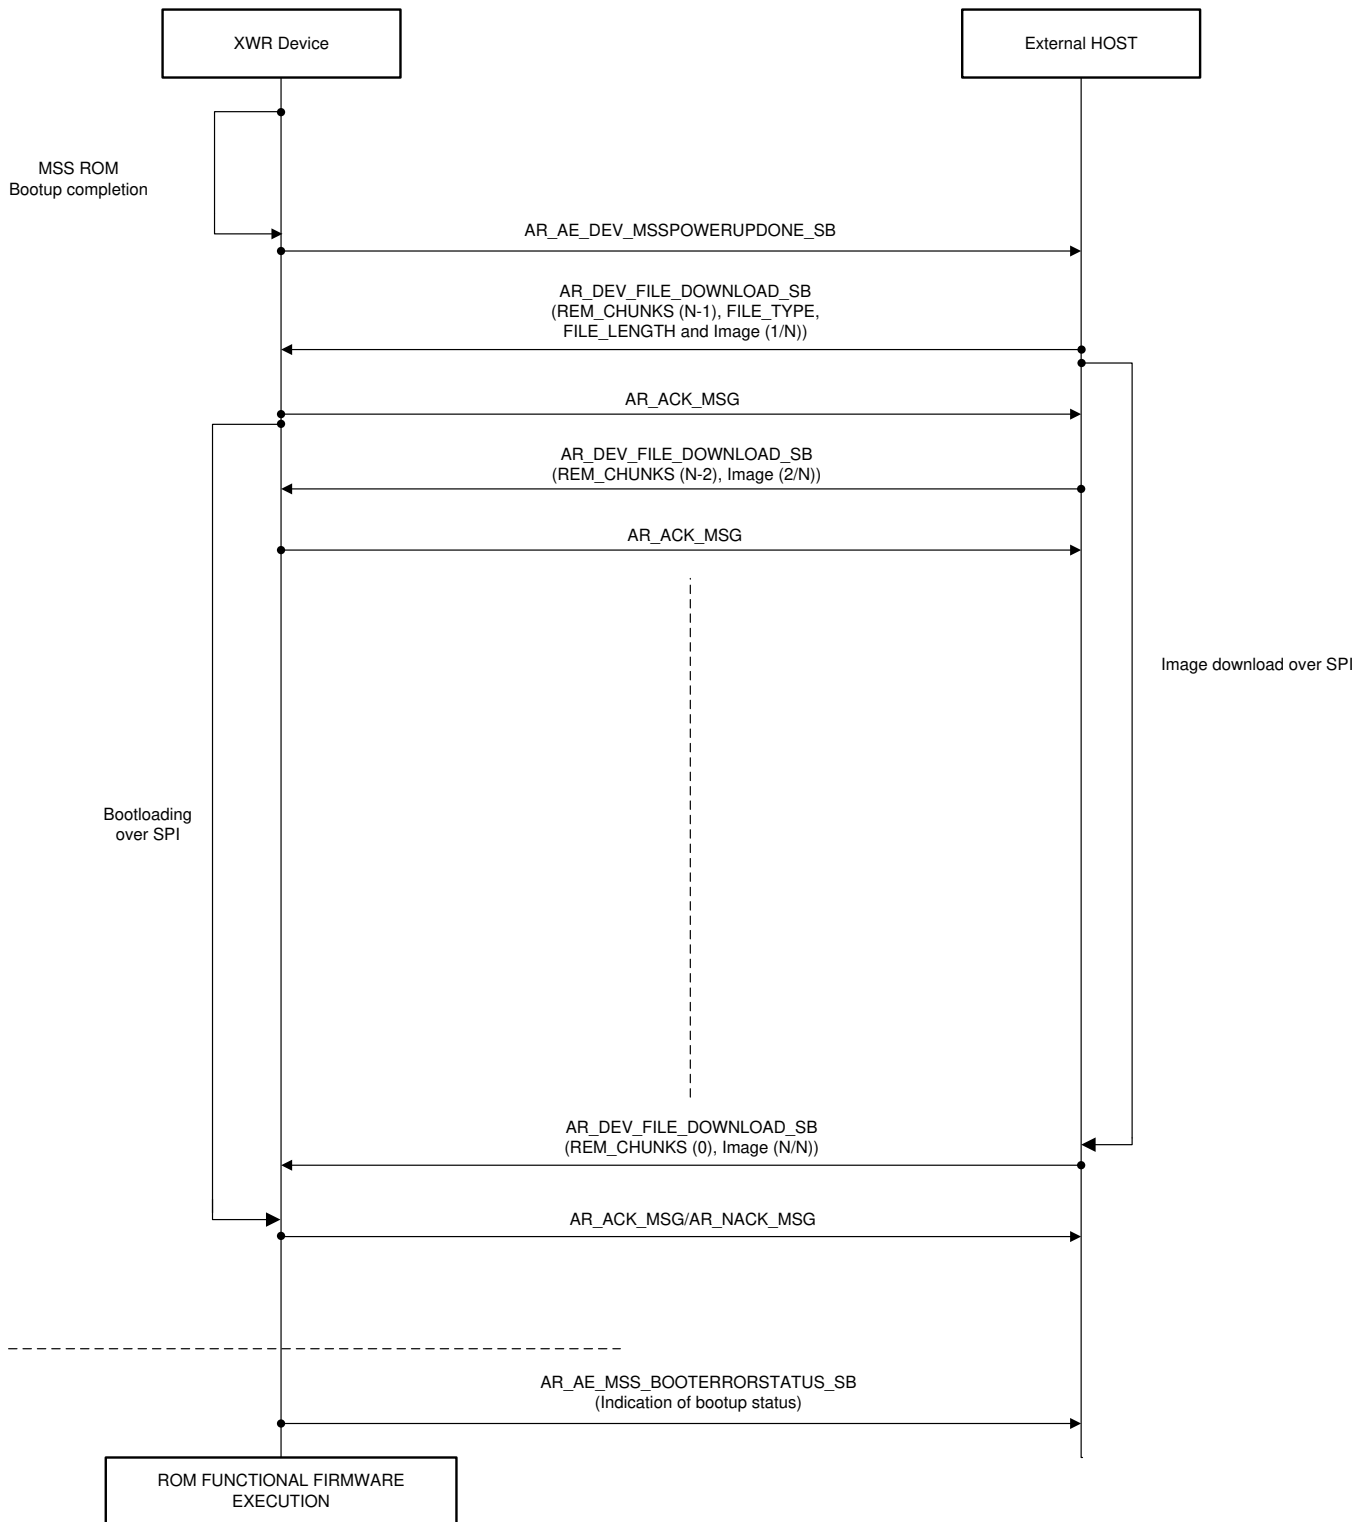 XWR Device
External HOST
MSS ROM
Bootup completion
AR_AE_DEV_MSSPOWERUPDONE_SB
AR_DEV_FILE_DOWNLOAD_SB
(REM_CHUNKS (N-1), FILE_TYPE,
FILE_LENGTH and Image (1/N))
AR_ACK_MSG
AR_DEV_FILE_DOWNLOAD_SB
(REM_CHUNKS (N-2), Image (2/N))
AR_ACK_MSG
Image download over SPI
Bootloading
over SPI
AR_DEV_FILE_DOWNLOAD_SB
(REM_CHUNKS (0), Image (N/N))
AR_ACK_MSG/AR_NACK_MSG
AR_AE_MSS_BOOTERRORSTATUS_SB
(Indication of bootup status)
ROM FUNCTIONAL FIRMWARE
EXECUTION